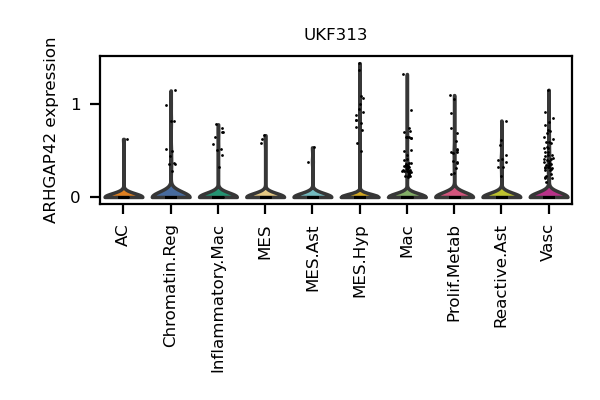 UKF313
ARHGAP42 expression
1
0
AC
Chromatin.Reg
Inflammatory.Mac
MES
MES.Ast
MES.Hyp
Mac
Prolif.Metab
Reactive.Ast
Vasc